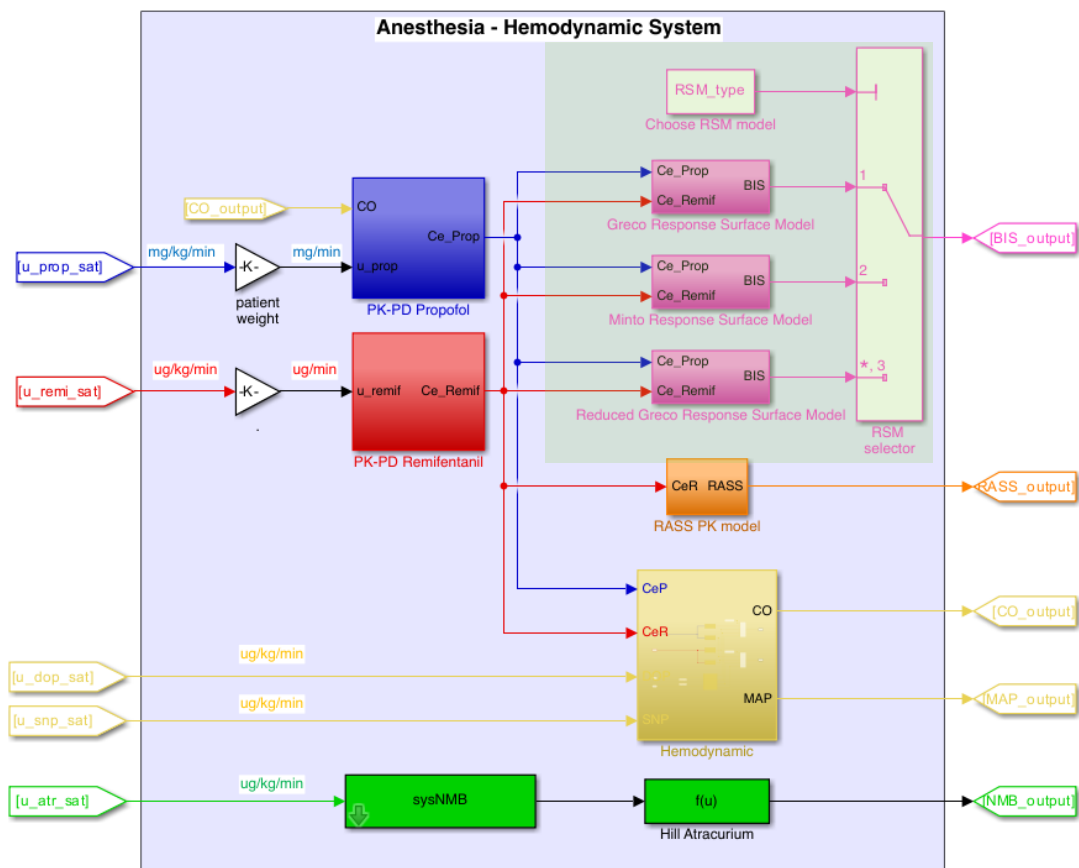 Anesthesia - Hemodynamic System
RSM_type
Choose RSM model
Ce_Prop
BIS
Ce_Remif
Greco Response Surface Model
1
[CO_output]
CO
Ce_Prop
u_prop
PK-PD Propofol
[u_prop_sat]
mg/kg/min
-K-
mg/min
patient
weight
[BIS_output]
Ce_Prop
BIS
Ce_Remif
Minto Response Surface Model
2
[u_remi_sat]
ug/kg/min
-K-
ug/min
.
u_remif
Ce_Remif
PK-PD Remifentanil
Ce_Prop
BIS
Ce_Remif
Reduced Greco Response Surface Model
*, 3
RSM
selector
CeR RASS
RASS PK model
RASS_output]
CeP
CO
CeR
MAP
SNP
Hemodynamic
[CO_output]
[MAP_output]
[u_dop_sat]
ug/kg/min
[u_snp_sat]
ug/kg/min
[u_atr_sat]
ug/kg/min
sysNMB
f(u)
Hill Atracurium
[NMB_output]